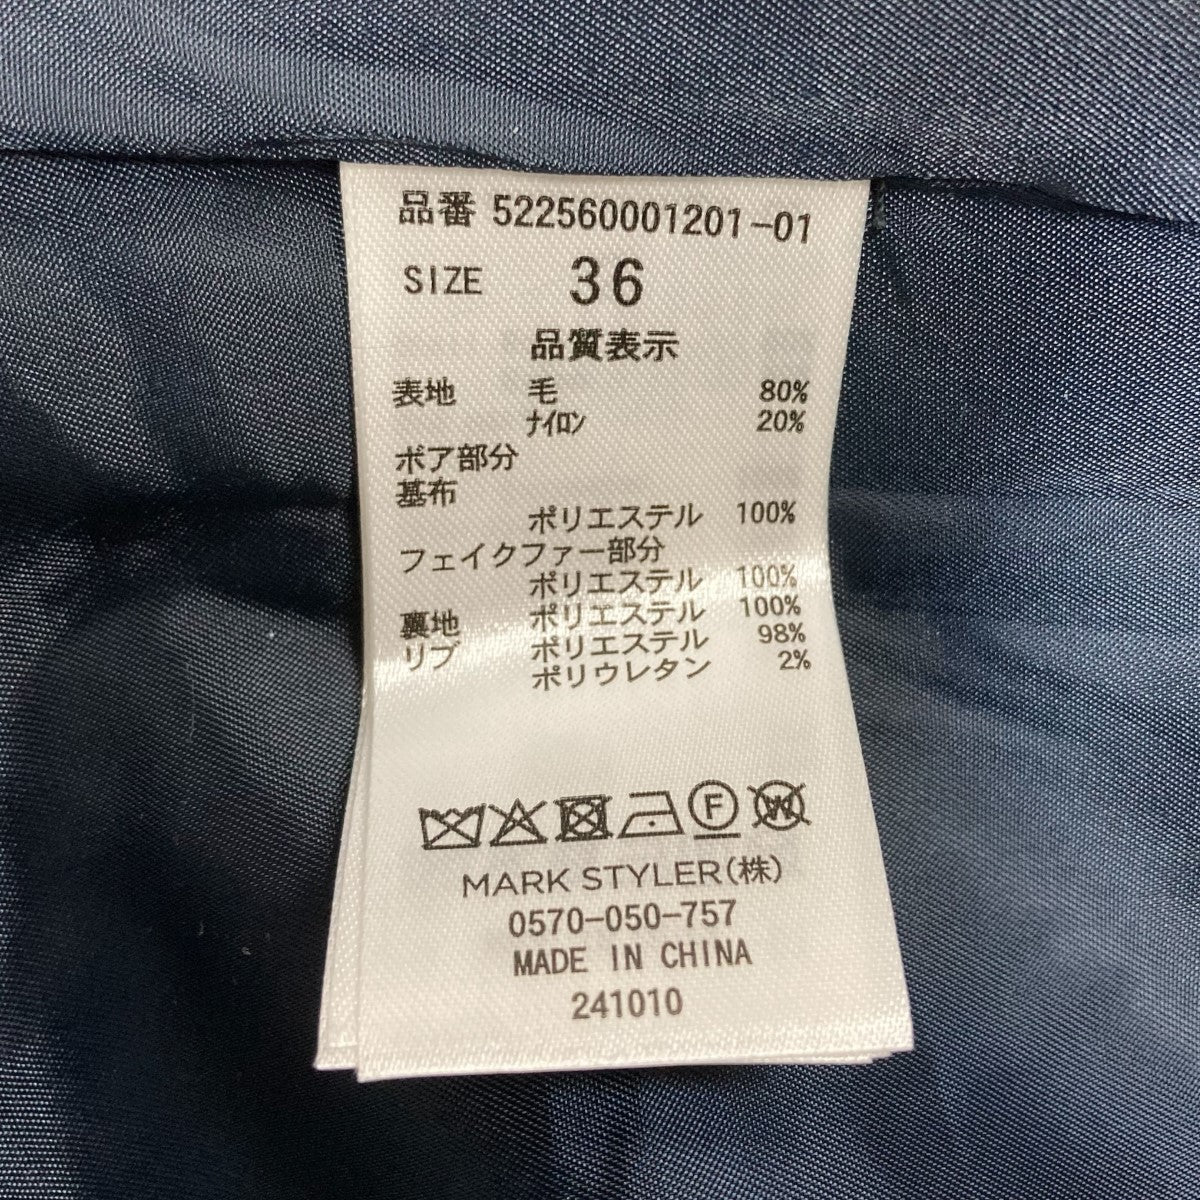 品番 522560001201-01
SIZE 36
品質表示
表地 毛 80%
ナイロン 20%
ボア部分
基布
ポリエステル 100%
フェイクファー部分
ポリエステル 100%
裏地 ポリエステル 100%
リブ ポリエステル 98%
ポリウレタン 2%
F W
MARK STYLER(株)
0570-050-757
MADE IN CHINA
241010